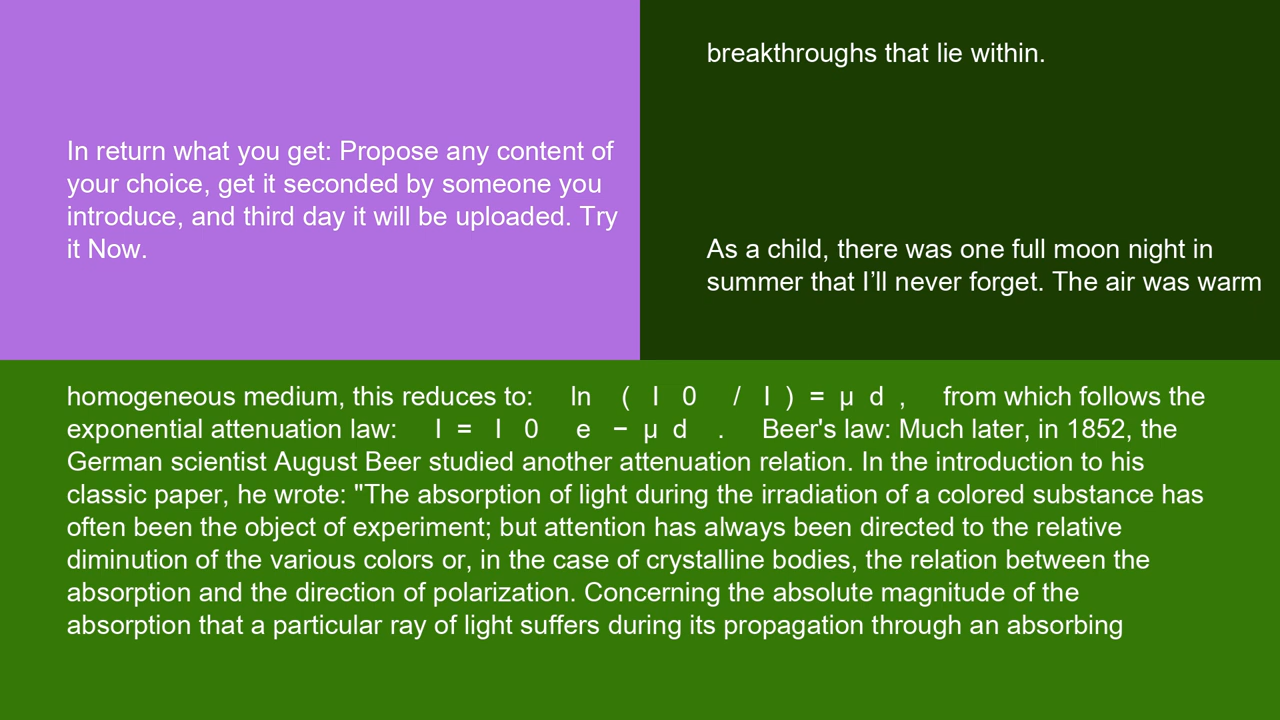 In return what you get: Propose any content of
your choice, get it seconded by someone you
introduce, and third day it will be uploaded. Try
it Now.
breakthroughs that lie within.
As a child, there was one full moon night in
summer that I’ll never forget. The air was warm
homogeneous medium, this reduces to: ln ( I 0 / I ) = μ d , from which follows the
exponential attenuation law: I = I 0 e − μ d . Beer's law: Much later, in 1852, the
German scientist August Beer studied another attenuation relation. In the introduction to his
classic paper, he wrote: "The absorption of light during the irradiation of a colored substance has
often been the object of experiment; but attention has always been directed to the relative
diminution of the various colors or, in the case of crystalline bodies, the relation between the
absorption and the direction of polarization. Concerning the absolute magnitude of the
absorption that a particular ray of light suffers during its propagation through an absorbing